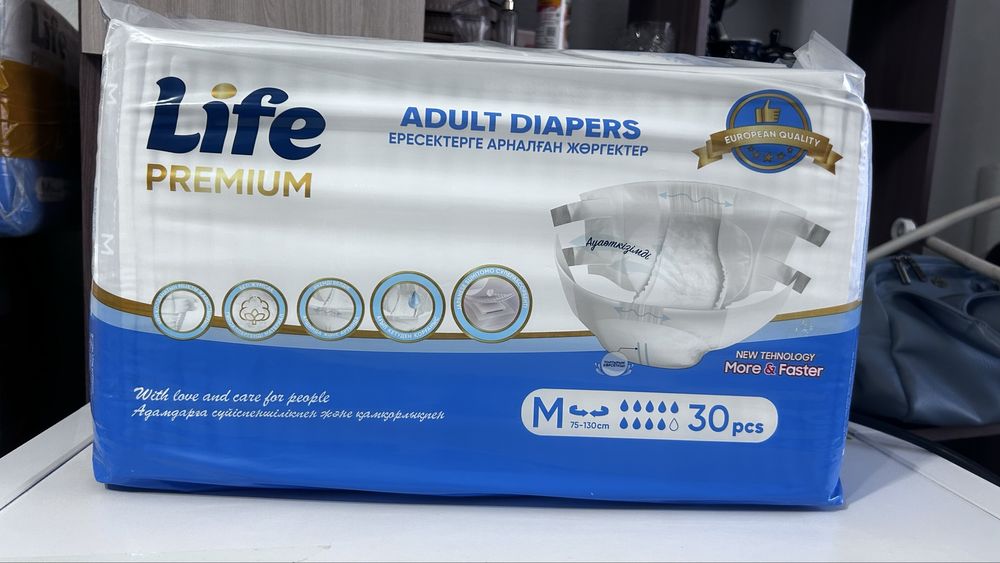 Life
PREMIUM
ADULT DIAPERS
ЕРЕСЕКТЕРГЕ АРНАЛҒАН ЖӨРГЕКТЕР
EUROPEAN QUALITY
Ауаөткізімді
NEW TEHNOLOGY
More & Faster
With love and care for people
Адамдарға сүйіспеншілікпен және қамқорлықпен
M
75-130cm
30 pcs
M
M